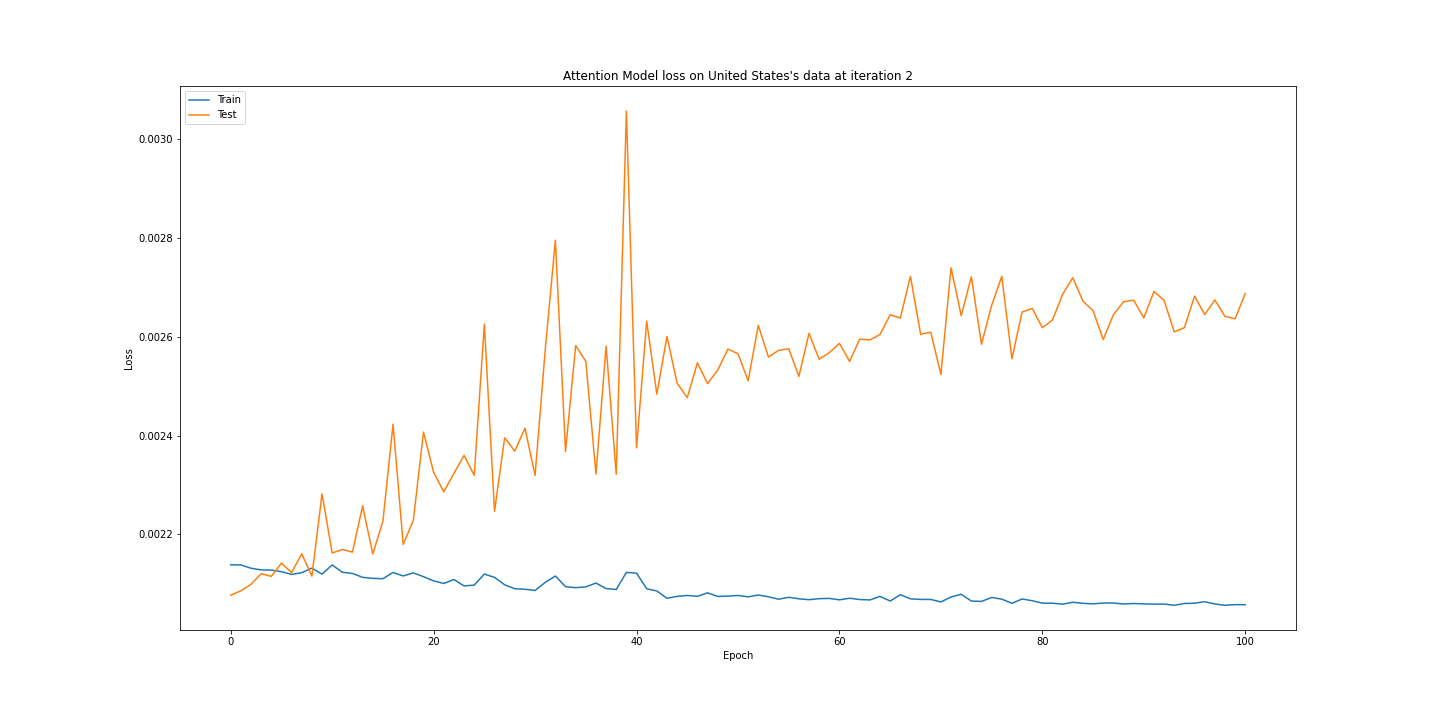 Attention Model loss on United States's data at iteration 2
Train
Test
0.0030
0.0028
0.0026
0.0024
0.0022
Loss
0
20
40
60
80
100
Epoch